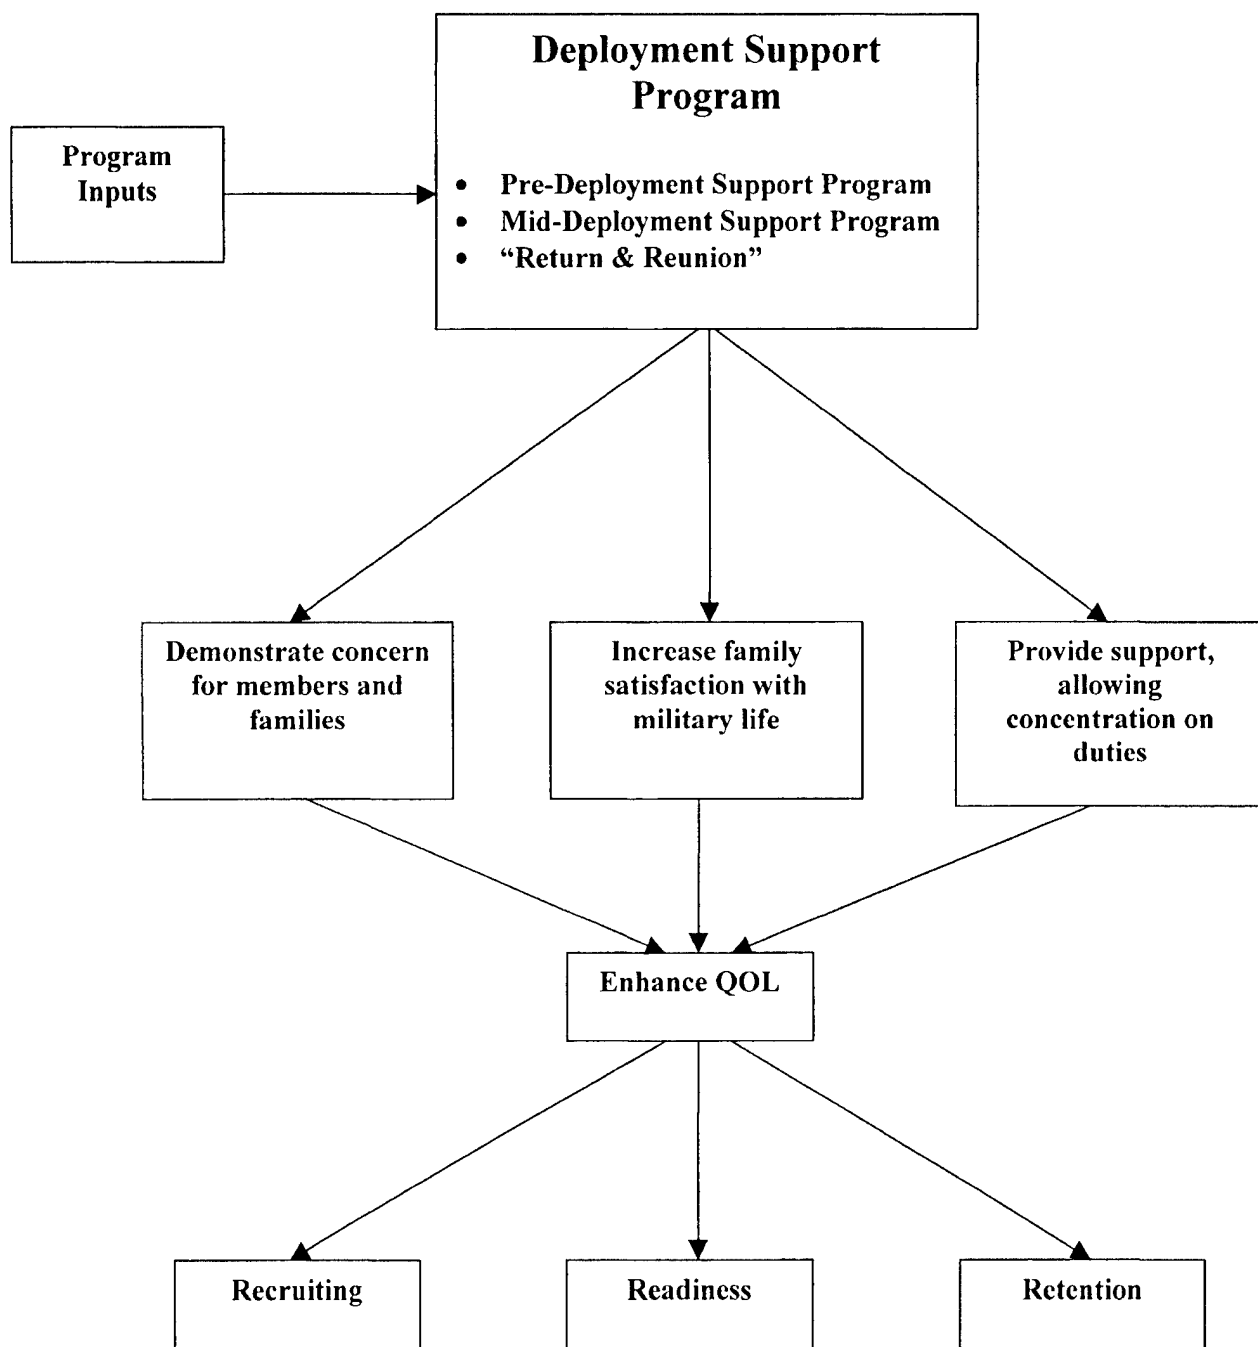 Deployment Support
Program
Program
Inputs
• Pre-Deployment Support Program
• Mid-Deployment Support Program
• “Return & Reunion”
Demonstrate concern
for members and
families
Increase family
satisfaction with
military life
Provide support,
allowing
concentration on
duties
Enhance QOL
Recruiting
Readiness
Retention